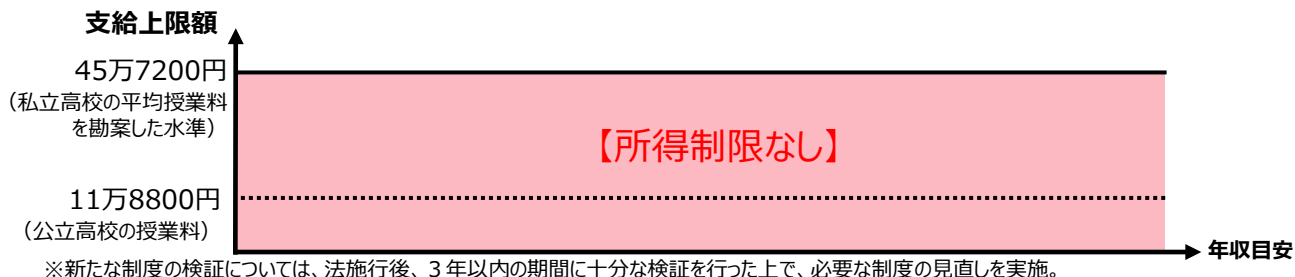 支給上限額
45万7200円
（私立高校の平均授業料
を勘案した水準）
【所得制限なし】
11万8800円
（公立高校の授業料）
年収目安
※新たな制度の検証については、法施行後、３年以内の期間に十分な検証を行った上で、必要な制度の見直しを実施。